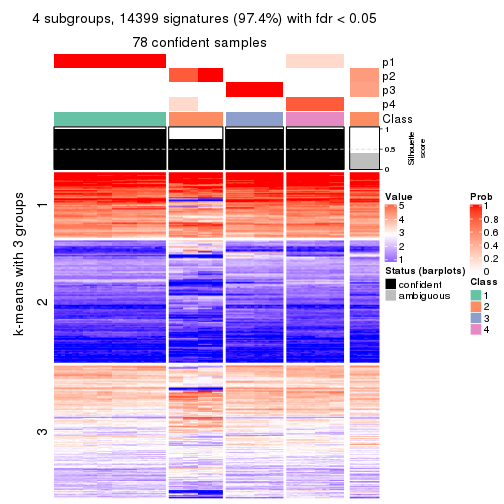 4 subgroups, 14399 signatures (97.4%) with fdr < 0.05
78 confident samples
p1
p2
p3
p4
Class
1
0.5
0
Silhouette
score
k-means with 3 groups
1
2
3
Value
5
4
3
2
1
Prob
1
0.8
0.6
0.4
0.2
0
Status (barplots)
confident
ambiguous
Class
1
2
3
4